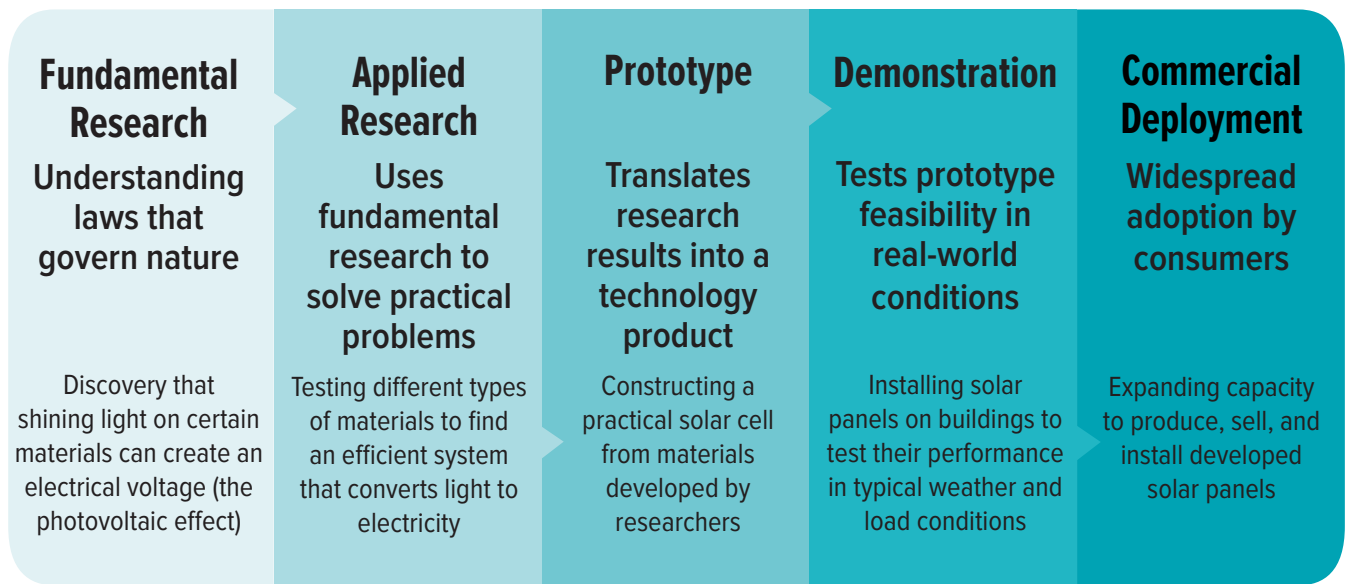 Fundamental
Research
Understanding
laws that
govern nature
Discovery that
shining light on certain
materials can create an
electrical voltage (the
photovoltaic effect)
Applied
Research
Uses
fundamental
research to
solve practical
problems
Testing different types
of materials to find
an efficient system
that converts light to
electricity
Prototype
Translates
research
results into a
technology
product
Constructing a
practical solar cell
from materials
developed by
researchers
Demonstration
Tests prototype
feasibility in
real-world
conditions
Installing solar
panels on buildings to
test their performance
in typical weather and
load conditions
Commercial
Deployment
Widespread
adoption by
consumers
Expanding capacity
to produce, sell, and
install developed
solar panels